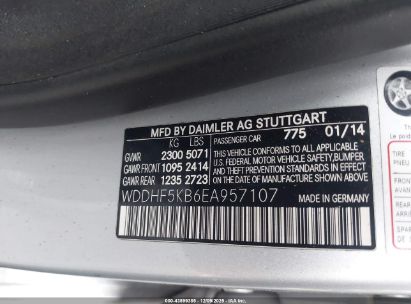 MFD BY DAIMLER AG STUTTGART
KG LBS PASSENGER CAR 775 01/14
GVWR 2300 5071 THIS VEHICLE CONFORMS TO ALL APPLICABLE
GAWR FRONT 1095 2414 U.S. FEDERAL MOTOR VEHICLE SAFETY, BUMPER
GAWR REAR 1235 2723 AND THEFT PREVENTION STANDARDS IN EFFECT ON
THE DATE OF MANUFACTURE SHOWN ABOVE.
WDDHF5KB6EA957107 MADE IN GERMANY